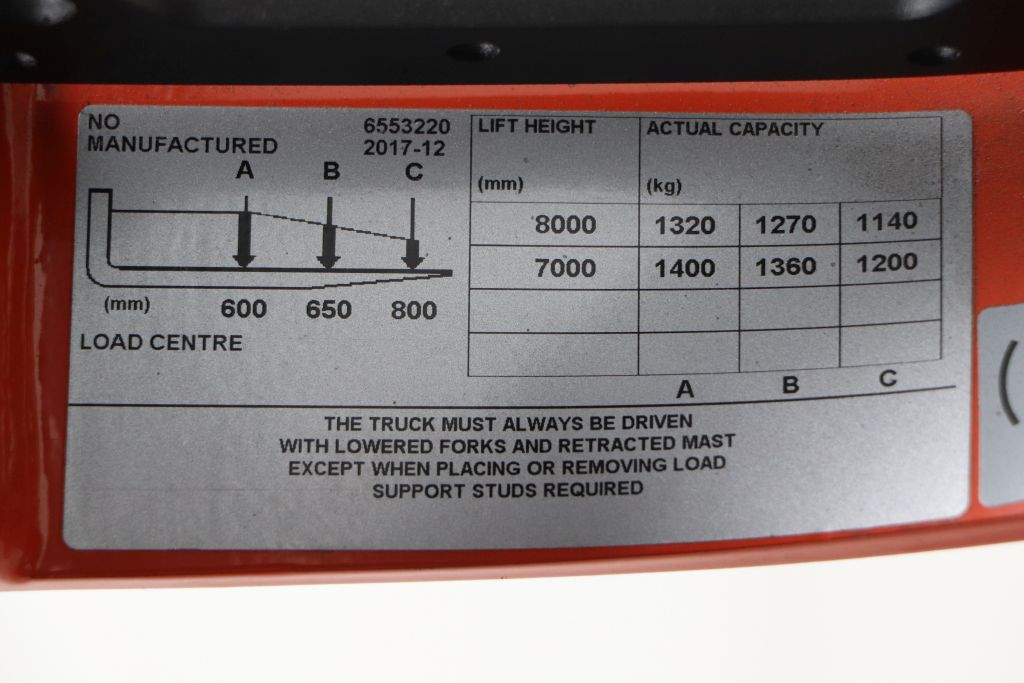 NO 6553220
MANUFACTURED 2017-12
A B C
(mm) 600 650 800
LOAD CENTRE
LIFT HEIGHT ACTUAL CAPACITY
(mm) (kg)
8000 1320 1270 1140
7000 1400 1360 1200
A B C
THE TRUCK MUST ALWAYS BE DRIVEN
WITH LOWERED FORKS AND RETRACTED MAST
EXCEPT WHEN PLACING OR REMOVING LOAD
SUPPORT STUDS REQUIRED